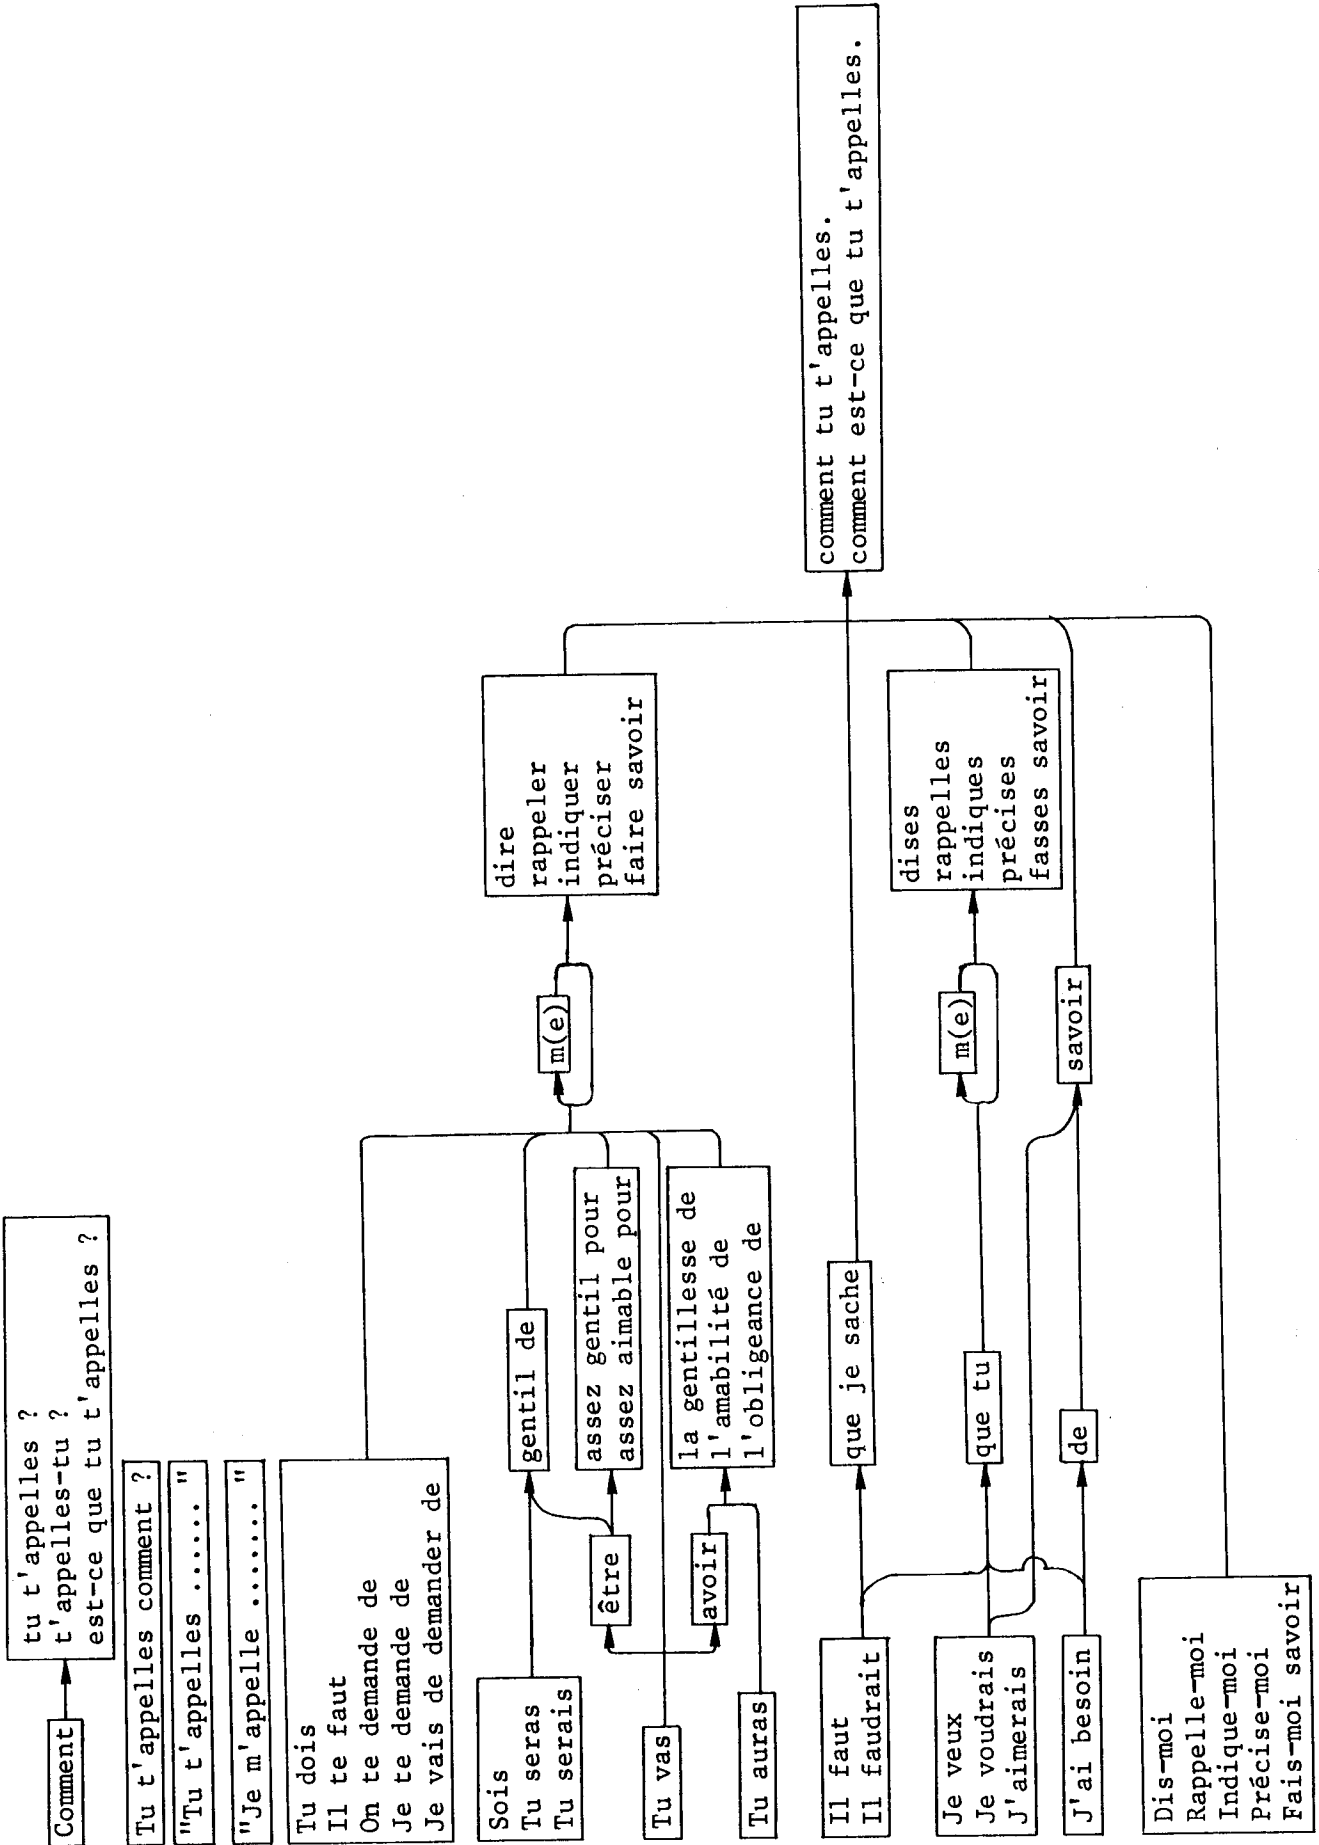 Comment
tu t'appelles ?
t'appelles-tu ?
est-ce que tu t'appelles ?
Tu t'appelles comment ?
"Tu t'appelles ......"
"Je m'appelle ......."
Tu dois
Il te faut
On te demande de
Je te demande de
Je vais de demander de
Sois
Tu seras
Tu serais
gentil de
être
assez gentil pour
assez aimable pour
Tu vas
avoir
la gentillesse de
l'amabilité de
l'obligeance de
Tu auras
m(e)
dire
rappeler
indiquer
préciser
faire savoir
Il faut
Il faudrait
que je sache
Je veux
Je voudrais
J'aimerais
que tu
m(e)
dises
rappelles
indiques
précises
fasses savoir
J'ai besoin
de
savoir
Dis-moi
Rappelle-moi
Indique-moi
Précise-moi
Fais-moi savoir
comment tu t'appelles.
comment est-ce que tu t'appelles.